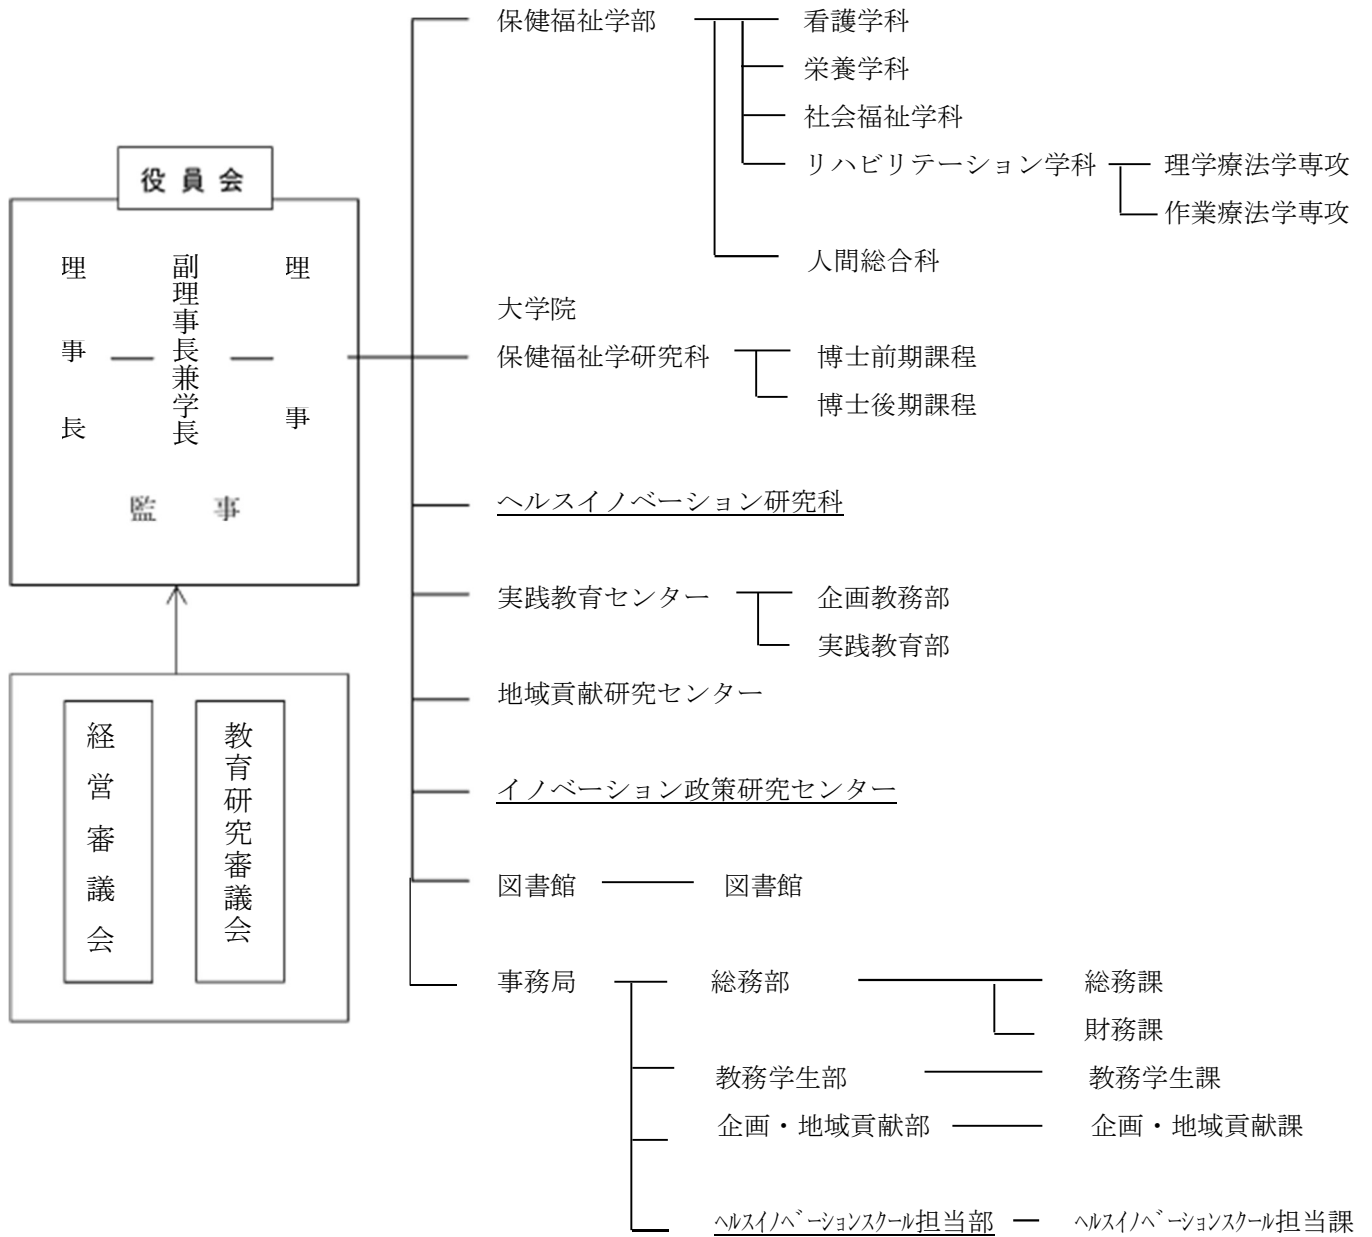 役員会
理事長
副理事長兼学長
理事
監事
経営審議会
教育研究審議会
保健福祉学部
看護学科
栄養学科
社会福祉学科
リハビリテーション学科
理学療法学専攻
作業療法学専攻
人間総合科
大学院
保健福祉学研究科
博士前期課程
博士後期課程
ヘルスイノベーション研究科
実践教育センター
企画教務部
実践教育部
地域貢献研究センター
イノベーション政策研究センター
図書館
図書館
事務局
総務部
総務課
財務課
教務学生部
教務学生課
企画・地域貢献部
企画・地域貢献課
ﾍﾙｽｲﾉﾍﾞｰｼｮﾝｽｸｰﾙ担当部
ﾍﾙｽｲﾉﾍﾞｰｼｮﾝｽｸｰﾙ担当課